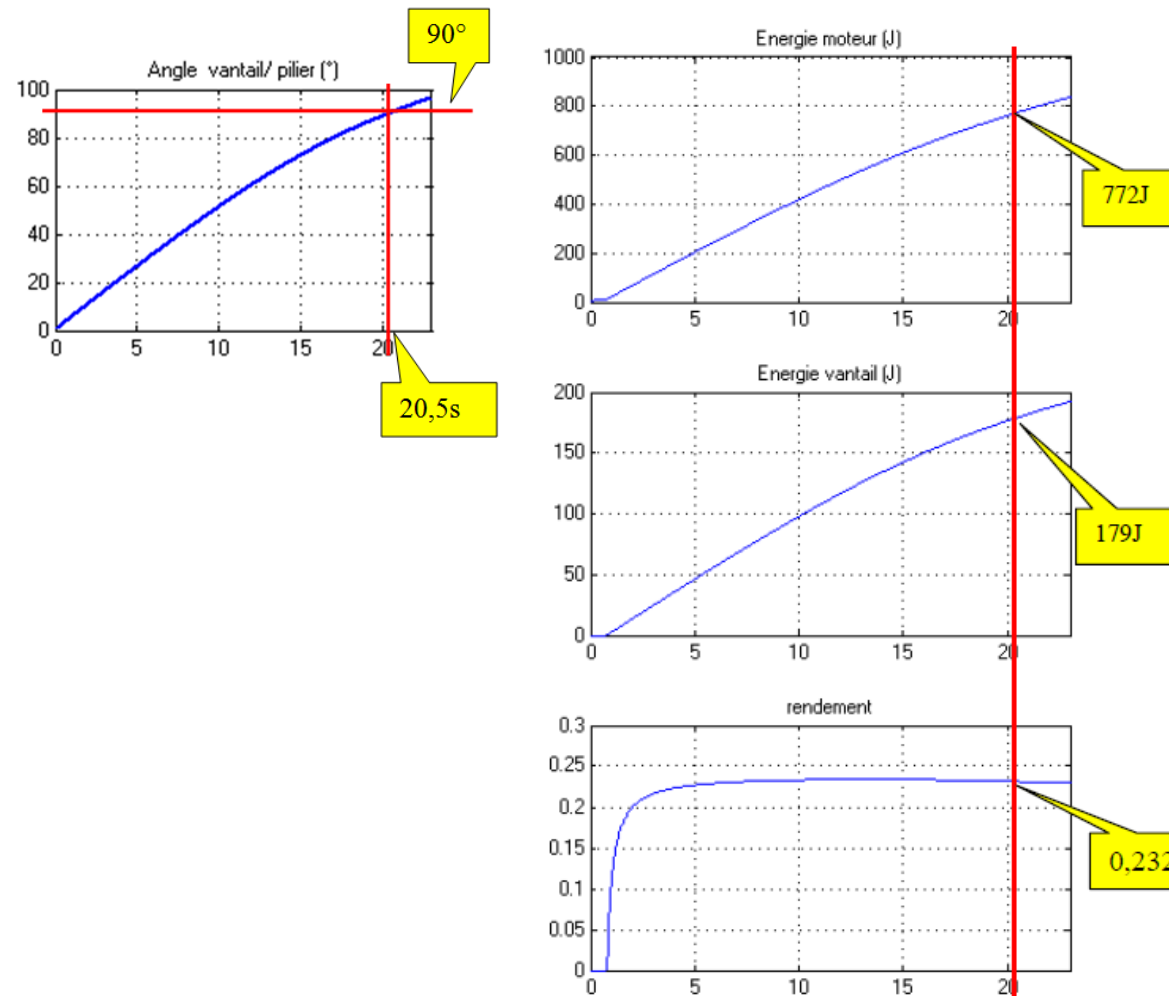 90°
Angle vantail/ pilier (°)
100
80
60
40
20
0
0 5 10 15 20
20,5s
Energie moteur (J)
1000
800
600
400
200
0
0 5 10 15 20
772J
Energie vantail (J)
200
150
100
50
0
0 5 10 15 20
179J
rendement
0.3
0.25
0.2
0.15
0.1
0.05
0
0 5 10 15 20
0,232